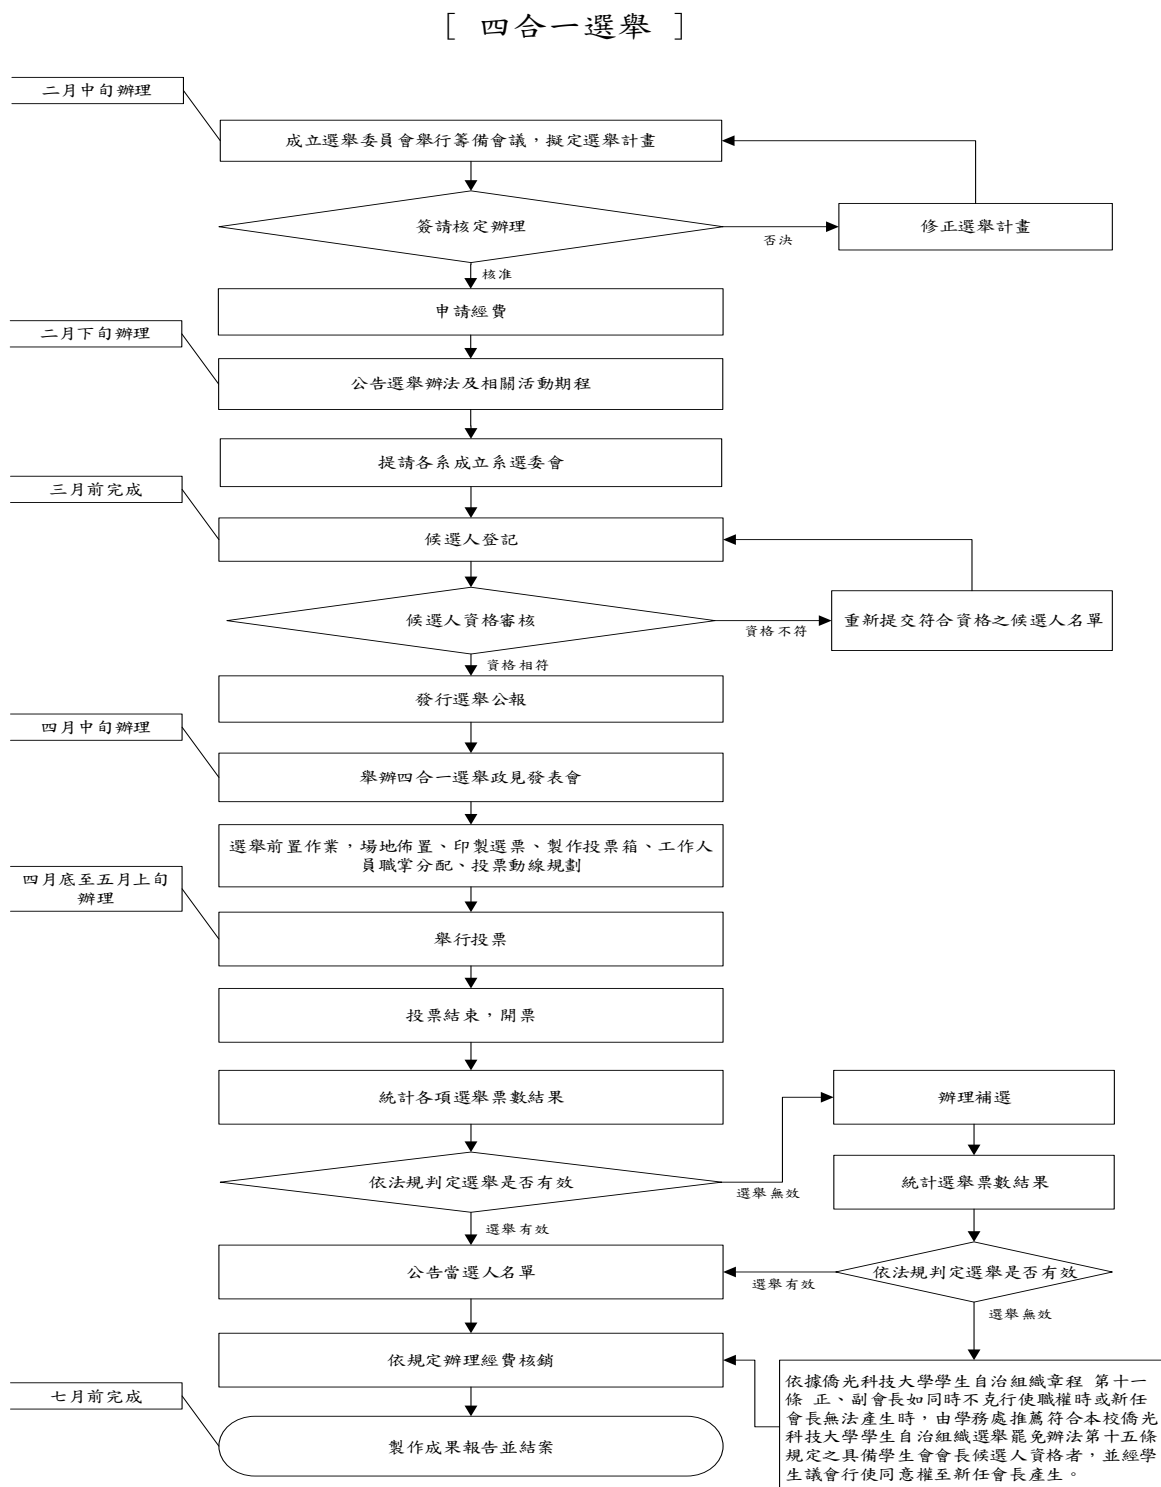 [ 四合一選舉 ]
二月中旬辦理
成立選舉委員會舉行籌備會議，擬定選舉計畫
簽請核定辦理
否決
修正選舉計畫
核准
申請經費
二月下旬辦理
公告選舉辦法及相關活動期程
提請各系成立系選委會
三月前完成
候選人登記
候選人資格審核
資格不符
重新提交符合資格之候選人名單
資格相符
發行選舉公報
四月中旬辦理
舉辦四合一選舉政見發表會
選舉前置作業，場地佈置、印製選票、製作投票箱、工作人
員職掌分配、投票動線規劃
四月底至五月上旬
辦理
舉行投票
投票結束，開票
統計各項選舉票數結果
辦理補選
依法規判定選舉是否有效
選舉無效
統計選舉票數結果
選舉有效
公告當選人名單
選舉有效
依法規判定選舉是否有效
選舉無效
依規定辦理經費核銷
七月前完成
製作成果報告並結案
依據僑光科技大學學生自治組織章程 第十一
條 正、副會長如同時不克行使職權時或新任
會長無法產生時，由學務處推薦符合本校僑光
科技大學學生自治組織選舉罷免辦法第十五條
規定之具備學生會會長候選人資格者，並經學
生議會行使同意權至新任會長產生。